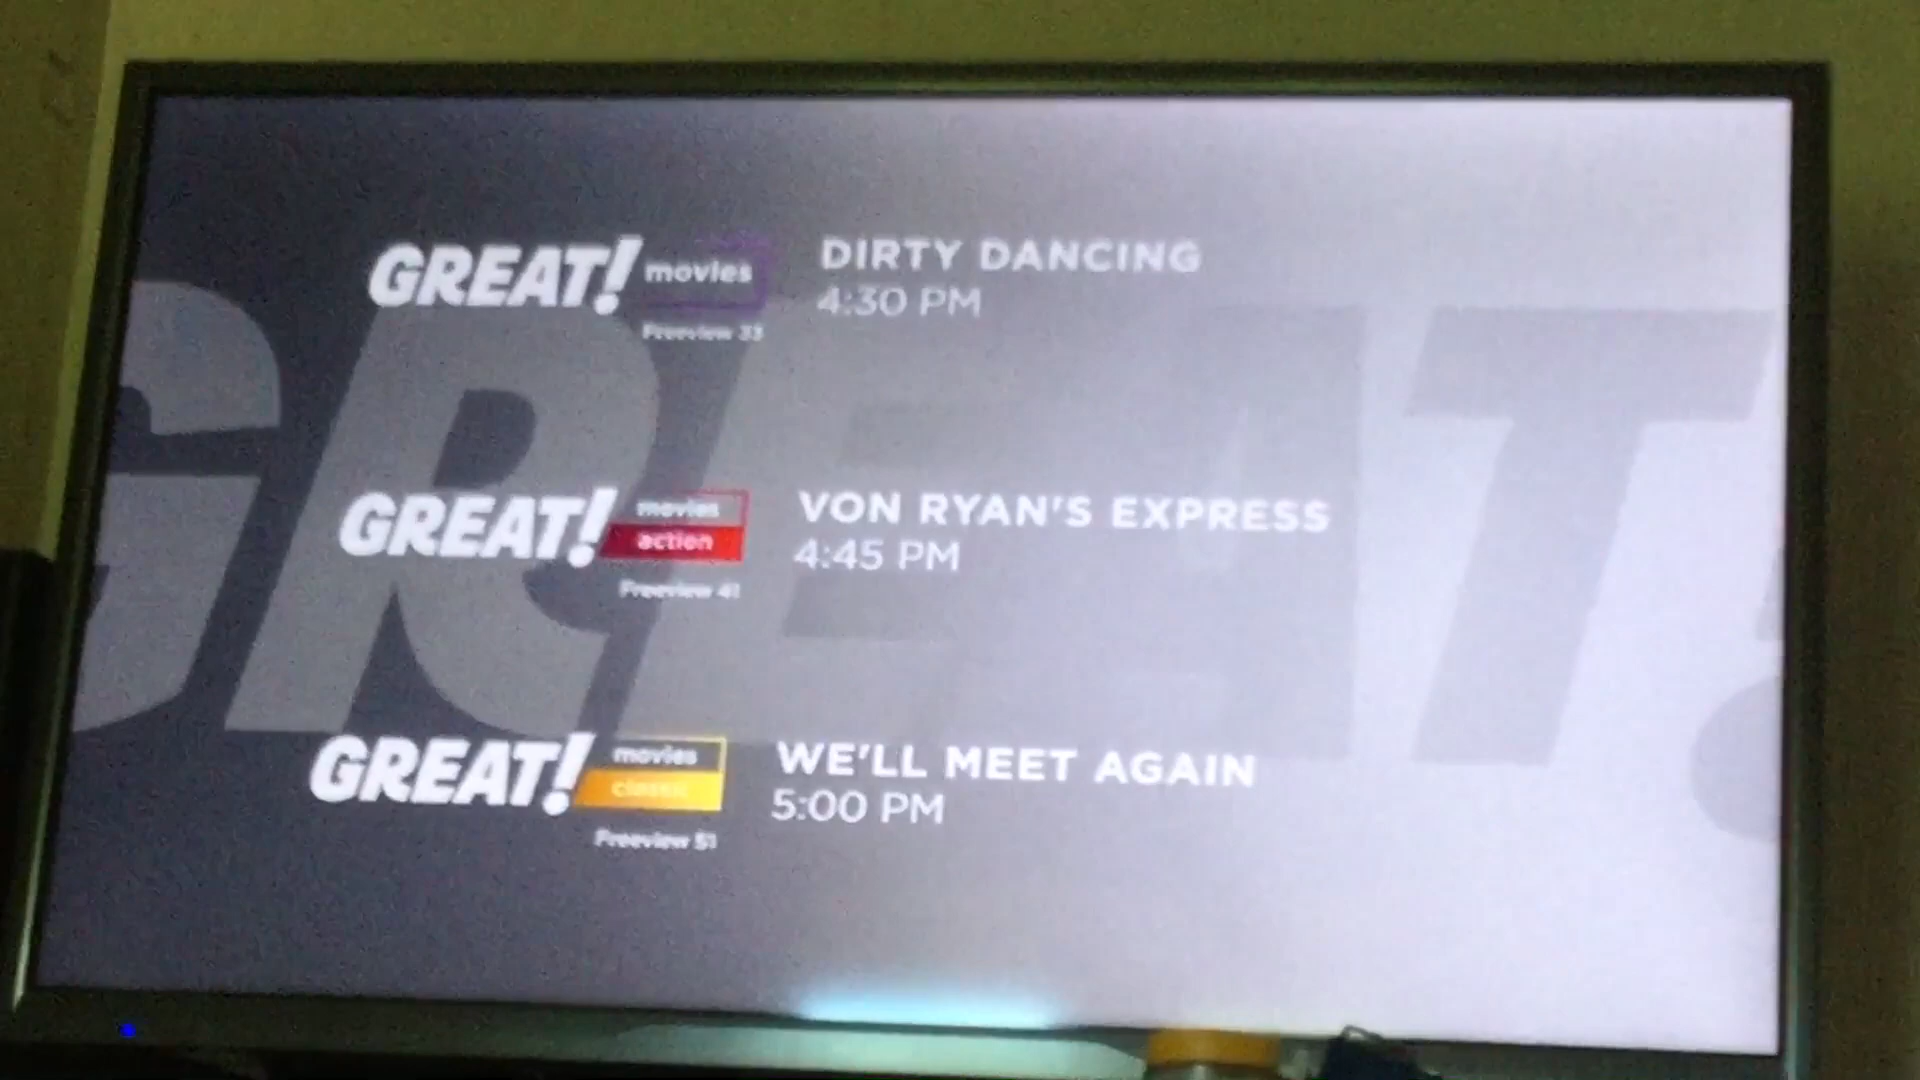 GREAT! movies
Freeview 33
DIRTY DANCING
4:30 PM
GREAT! movies
action
Freeview 41
VON RYAN'S EXPRESS
4:45 PM
GREAT! movies
classic
Freeview 51
WE'LL MEET AGAIN
5:00 PM
GREAT!